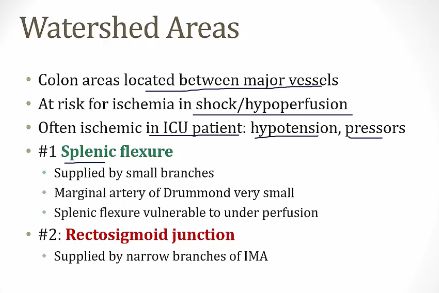 Watershed Areas
• Colon areas located between major vessels
• At risk for ischemia in shock/hypoperfusion
• Often ischemic in ICU patient: hypotension, pressors
• #1 Splenic flexure
• Supplied by small branches
• Marginal artery of Drummond very small
• Splenic flexure vulnerable to under perfusion
• #2: Rectosigmoid junction
• Supplied by narrow branches of IMA